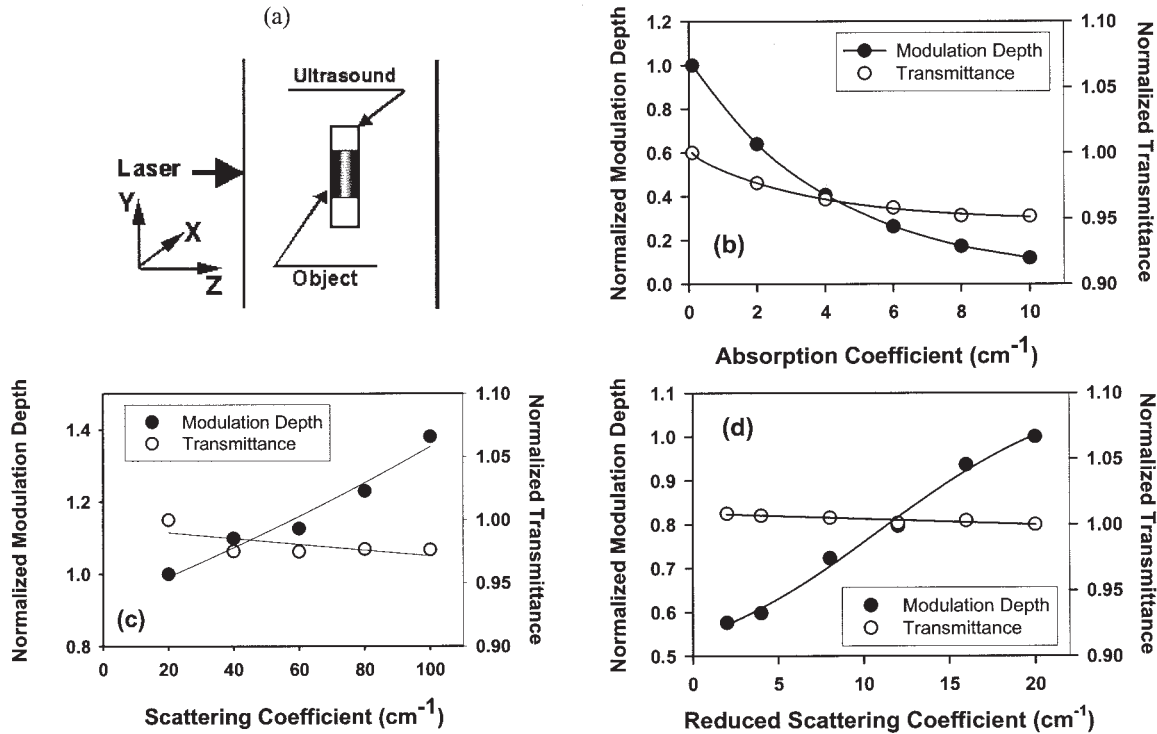 (a)
Ultrasound
Laser
Y
X
Z
Object
Normalized Modulation Depth
1.2
1.0
0.8
0.6
0.4
0.2
0.0
Modulation Depth
Transmittance
(b)
1.10
1.05
1.00
0.95
0.90
Normalized Transmittance
0 2 4 6 8 10
Absorption Coefficient (cm-1)
Normalized Modulation Depth
1.4
1.2
1.0
0.8
Modulation Depth
Transmittance
(c)
1.10
1.05
1.00
0.95
0.90
Normalized Transmittance
0 20 40 60 80 100
Scattering Coefficient (cm-1)
Normalized Modulation Depth
1.1
1.0
0.9
0.8
0.7
0.6
0.5
(d)
Modulation Depth
Transmittance
1.10
1.05
1.00
0.95
0.90
Normalized Transmittance
0 5 10 15 20
Reduced Scattering Coefficient (cm-1)